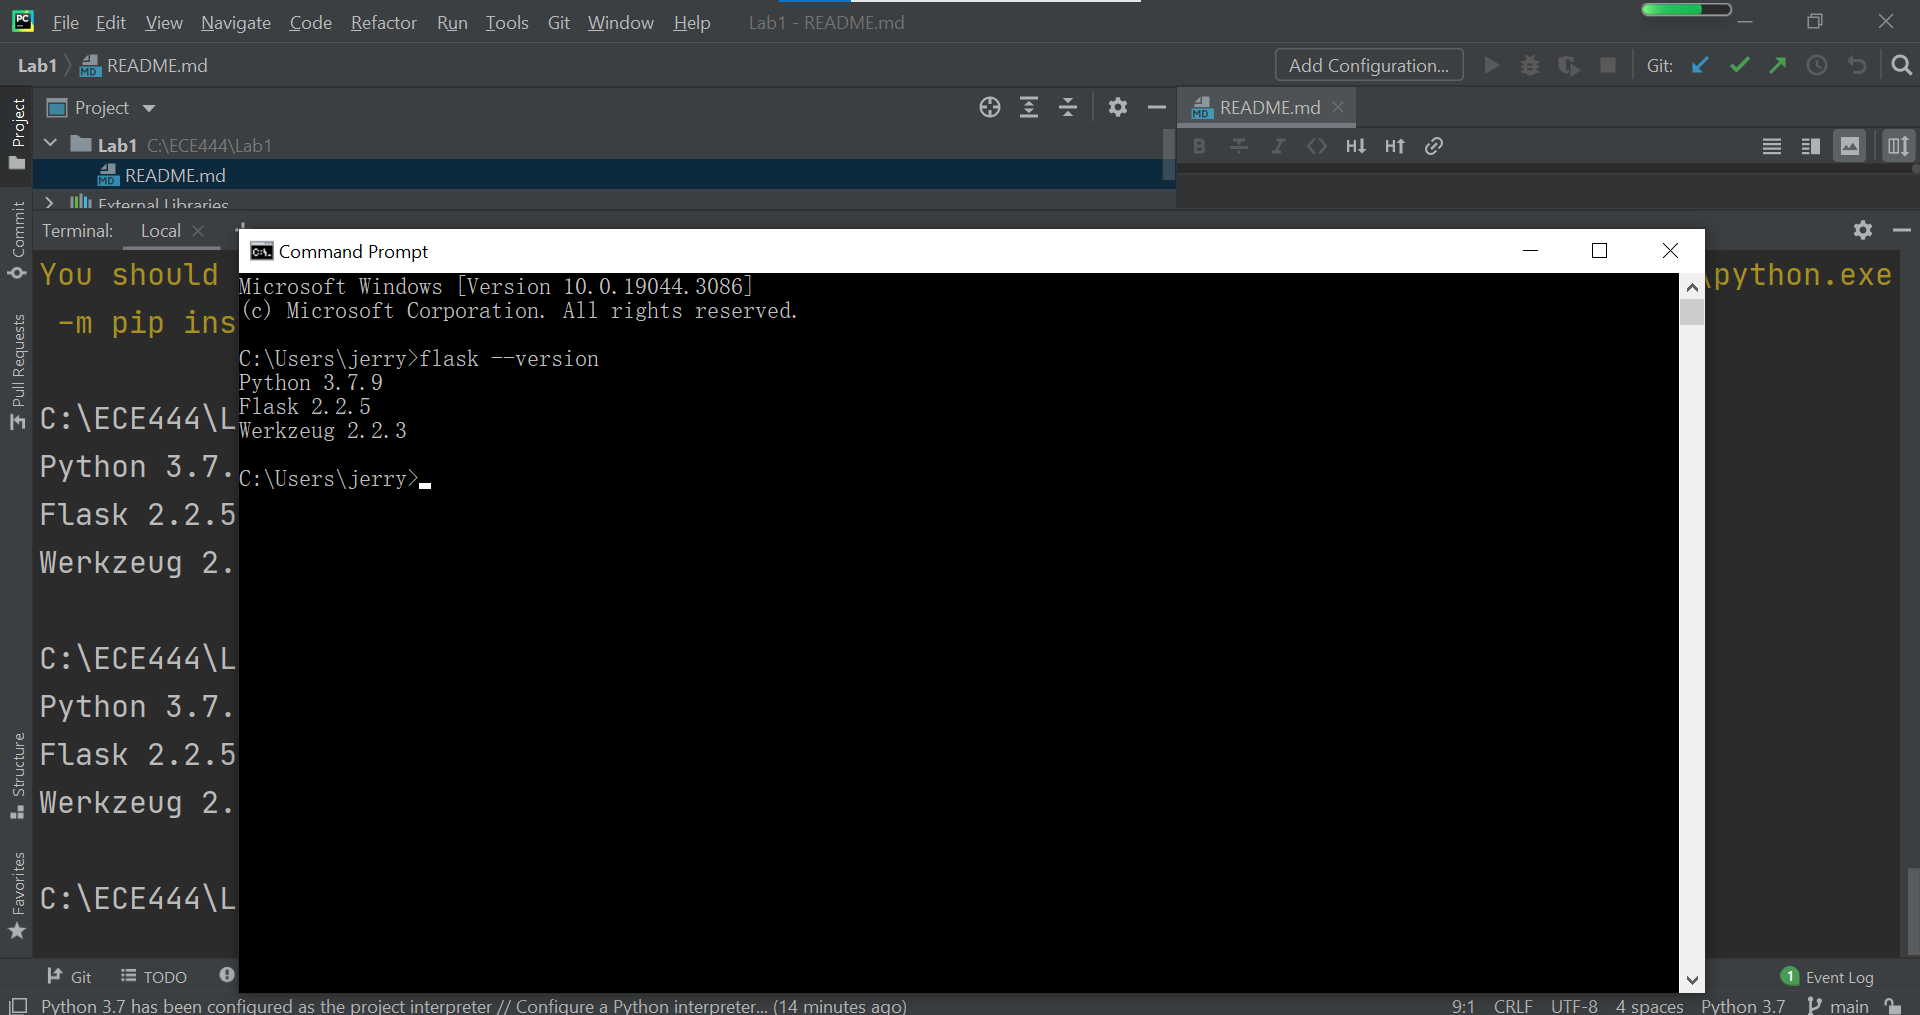 PC File Edit View Navigate Code Refactor Run Tools Git Window Help Lab1 - README.md
Lab1 README.md Add Configuration... Git:
Project
Project
README.md
Lab1 C:\ECE444\Lab1
README.md
External Libraries
Commit
Pull Requests
Structure
Favorites
Terminal: Local
You should
\python.exe
-m pip ins
C:\ECE444\L
Python 3.7.
Flask 2.2.5
Werkzeug 2.
C:\ECE444\L
Python 3.7.
Flask 2.2.5
Werkzeug 2.
C:\ECE444\L
Command Prompt
Microsoft Windows [Version 10.0.19044.3086]
(c) Microsoft Corporation. All rights reserved.
C:\Users\jerry>flask --version
Python 3.7.9
Flask 2.2.5
Werkzeug 2.2.3
C:\Users\jerry>
Git TODO
1 Event Log
Python 3.7 has been configured as the project interpreter // Configure a Python interpreter... (14 minutes ago)
9:1 CRLF UTF-8 4 spaces Python 3.7 main